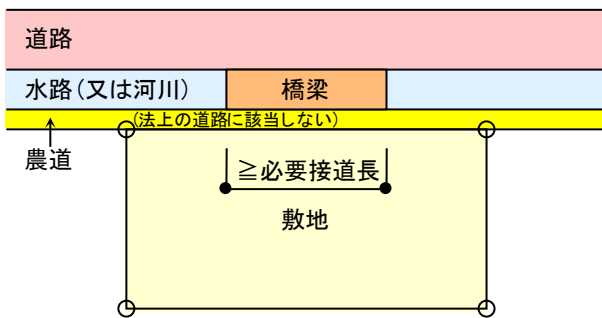 道路
水路(又は河川)
橋梁
(法上の道路に該当しない)
農道
≧必要接道長
敷地